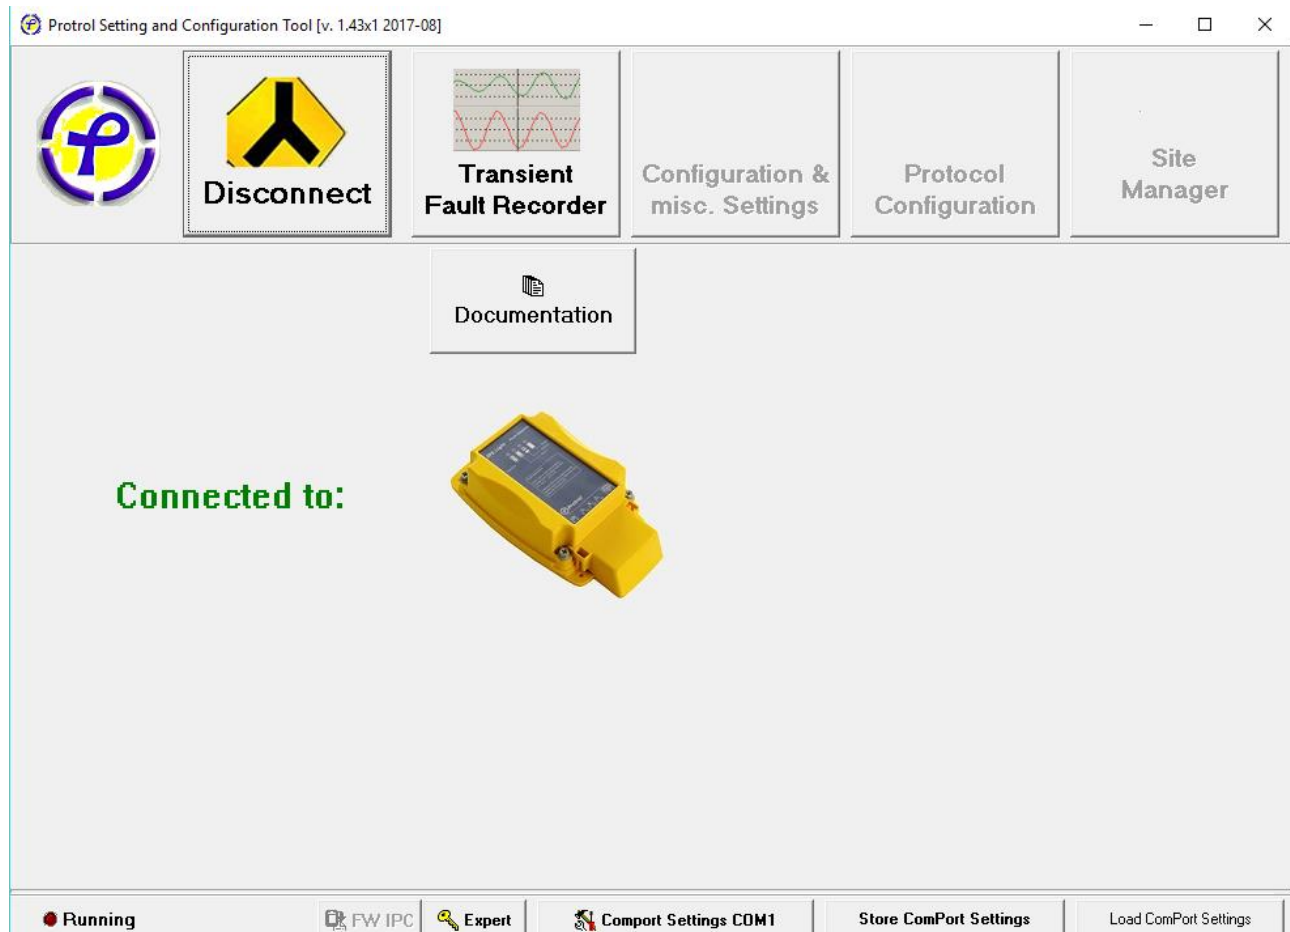 Protrol Setting and Configuration Tool [v. 1.43x1 2017-08]
Disconnect
Transient
Fault Recorder
Configuration &
misc. Settings
Protocol
Configuration
Site
Manager
Documentation
Connected to:
Running
FW IPC
Expert
Comport Settings COM1
Store ComPort Settings
Load ComPort Settings